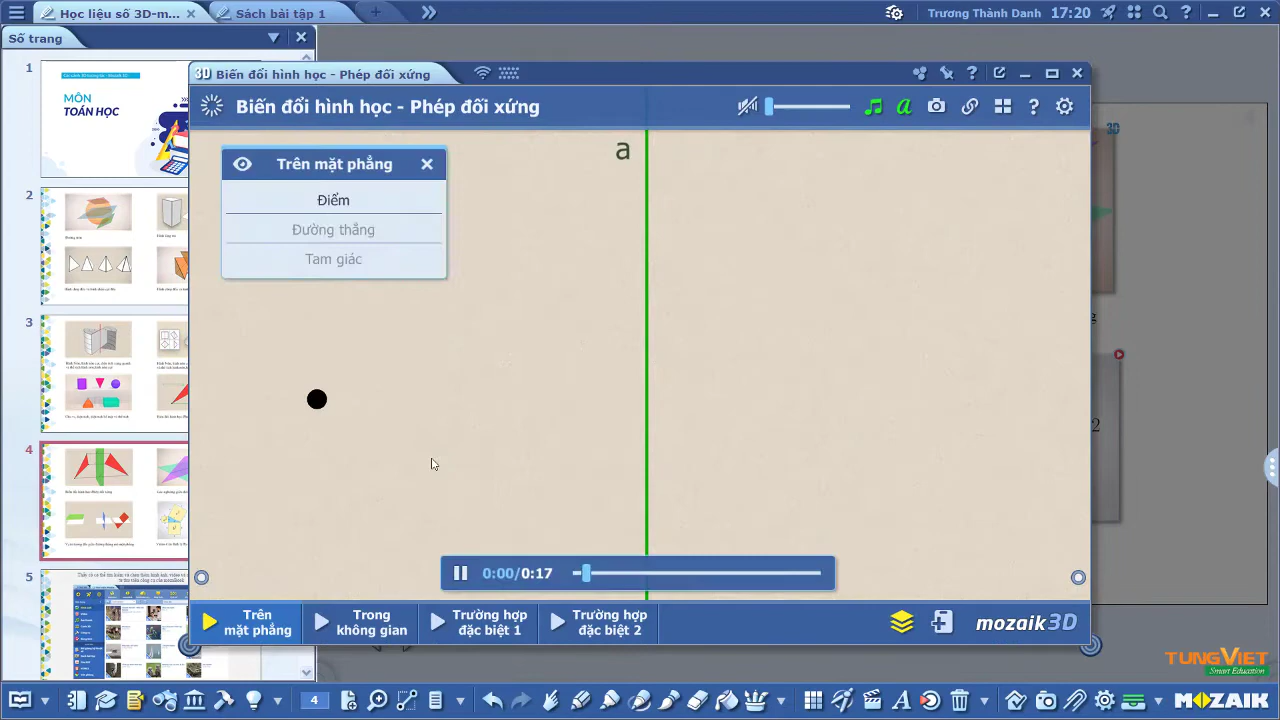 Học liệu số 3D-m...
Sách bài tập 1
Trương Thành Danh
17:20
Số trang
1
MÔN
TOÁN HỌC
2
3
4
5
3D Biến đổi hình học - Phép đối xứng
Biến đổi hình học - Phép đối xứng
a
Trên mặt phẳng
Điểm
Đường thẳng
Tam giác
0:00/0:17
Trên mặt phẳng
Trong không gian
Trường hợp đặc biệt 1
Trường hợp đặc biệt 2
mozaik3D
TUNGVIET
Smart Education
4
MOZAIK